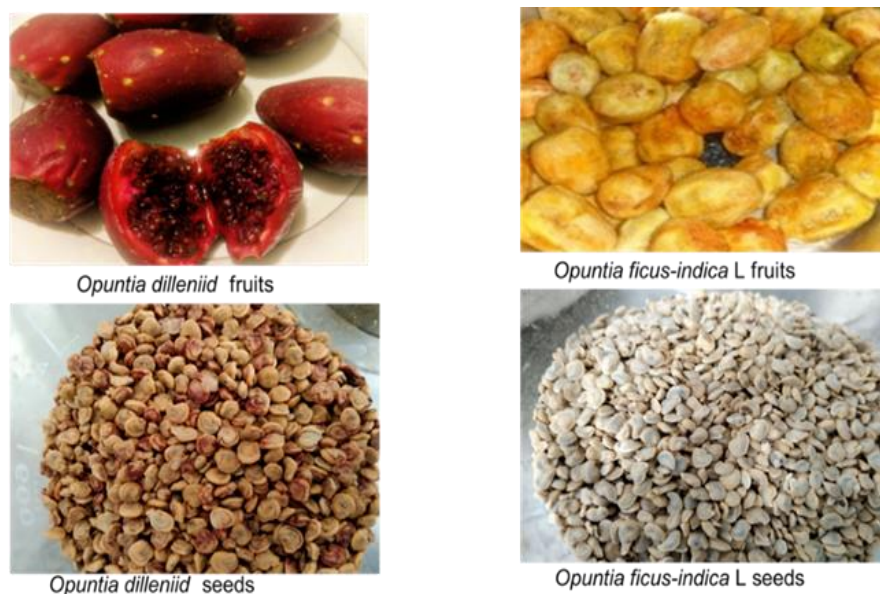 Opuntia dilleniid fruits
Opuntia ficus-indica L fruits
Opuntia dilleniid seeds
Opuntia ficus-indica L seeds